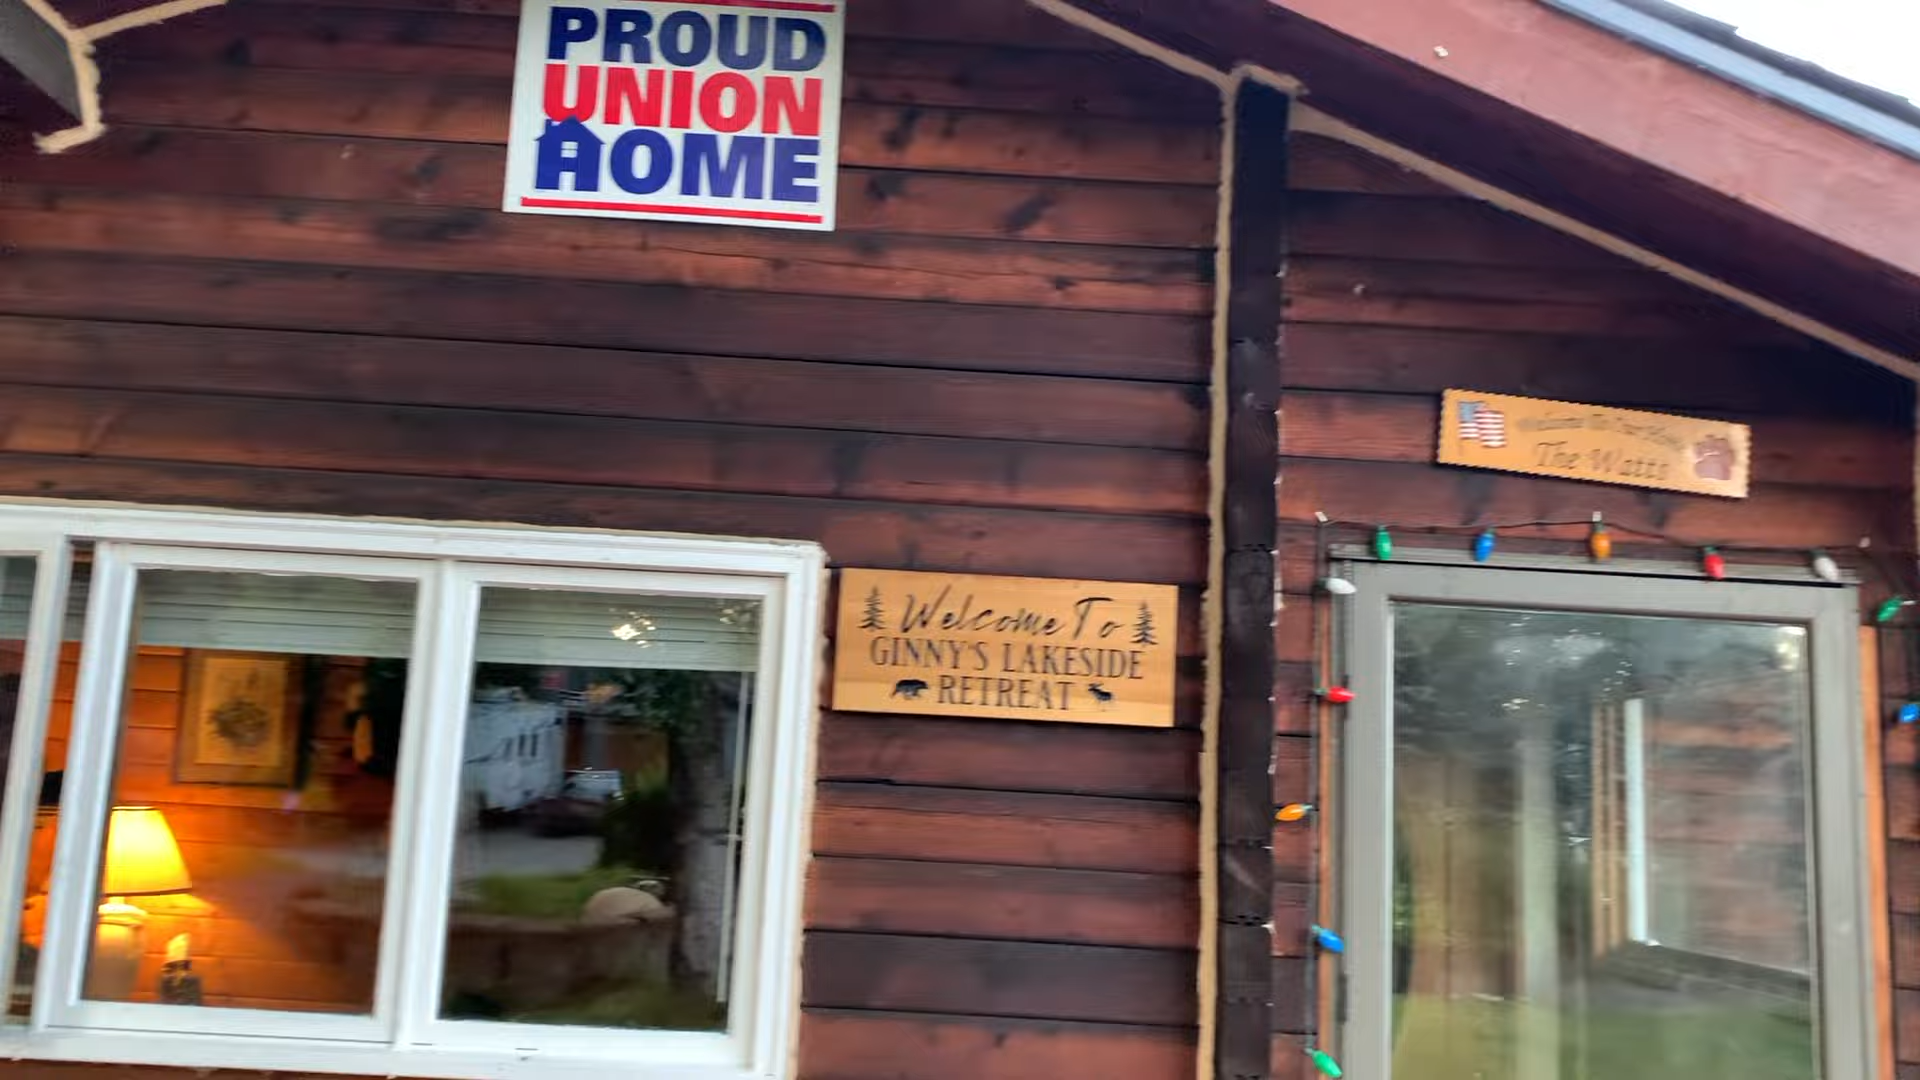 PROUD
UNION
HOME
Welcome To
GINNY'S LAKESIDE
RETREAT
The Watts